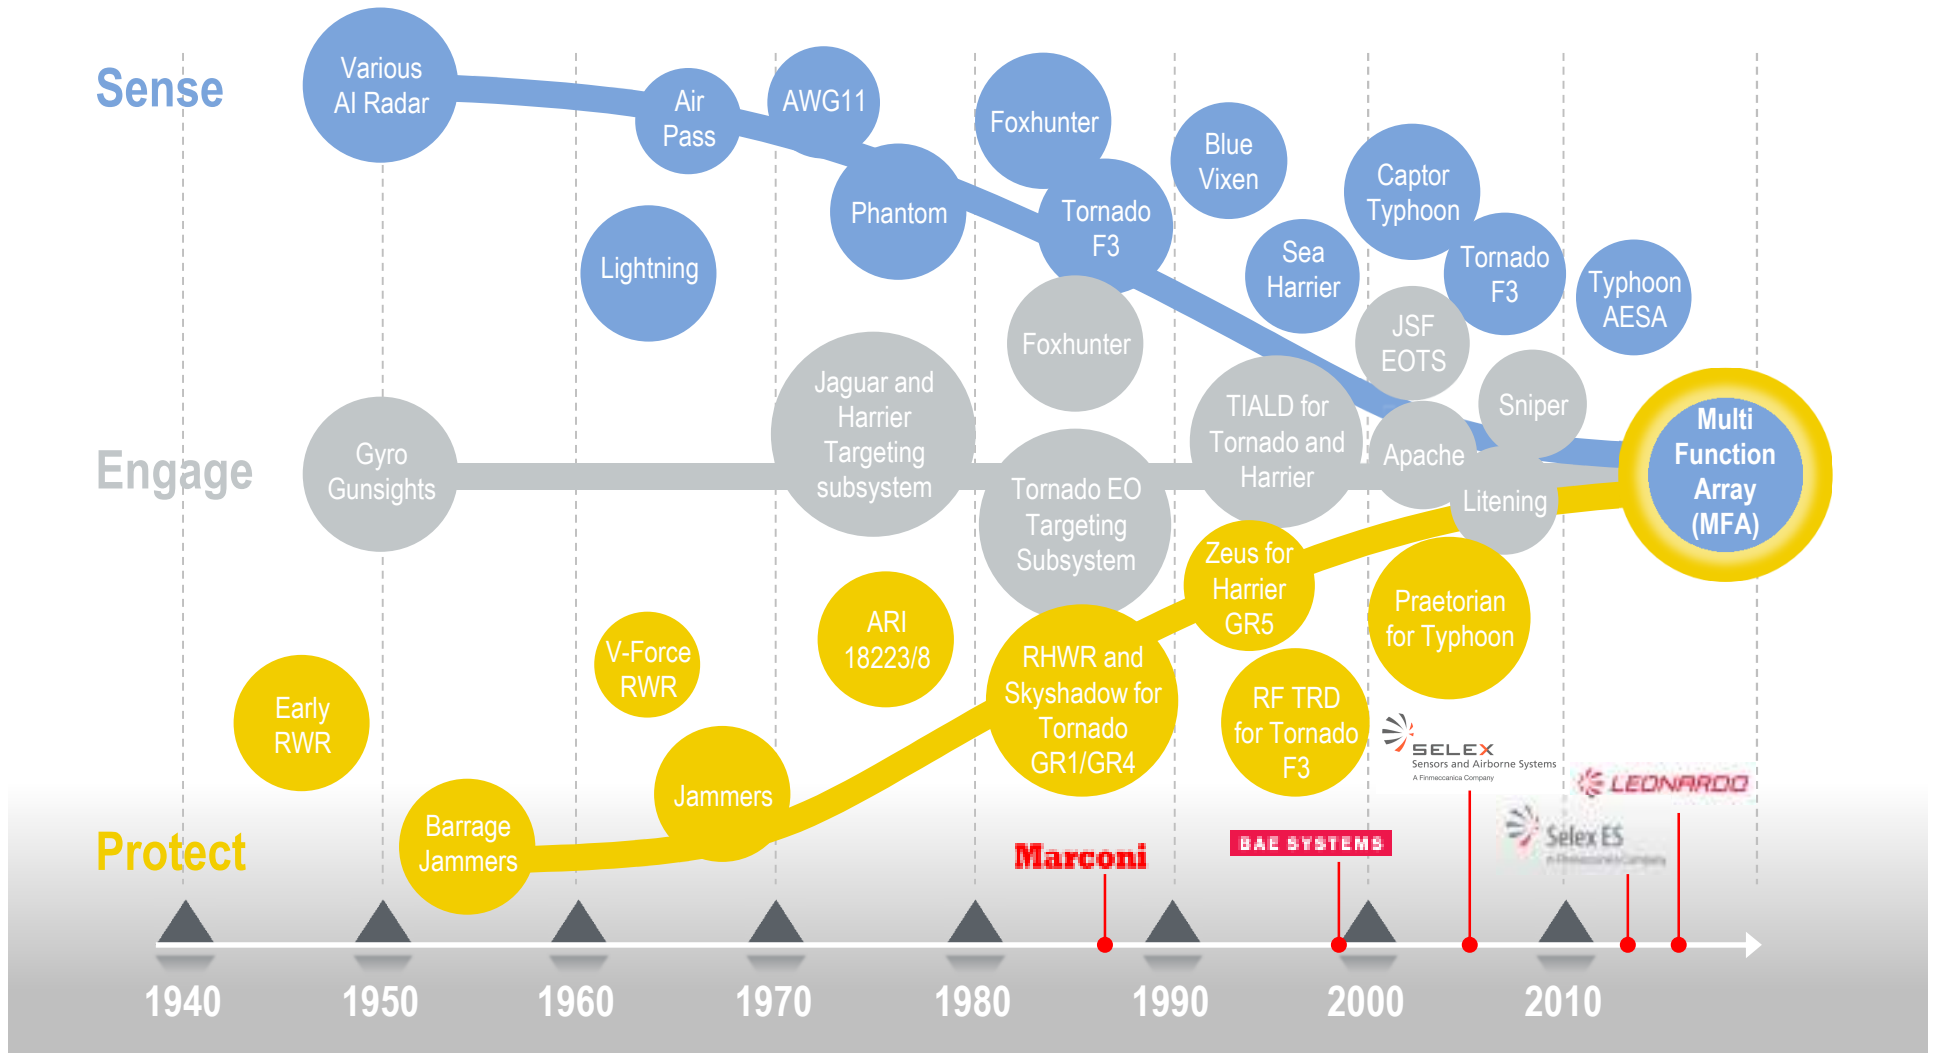 Sense
Various
AI Radar
Air
Pass
AWG11
Foxhunter
Blue
Vixen
Captor
Typhoon
Lightning
Phantom
Tornado
F3
Sea
Harrier
Tornado
F3
Typhoon
AESA
Engage
Gyro
Gunsights
Jaguar and
Harrier
Targeting
subsystem
Foxhunter
Tornado EO
Targeting
Subsystem
TIALD for
Tornado and
Harrier
JSF
EOTS
Apache
Sniper
Litening
Multi
Function
Array
(MFA)
Protect
Early
RWR
Barrage
Jammers
V-Force
RWR
Jammers
ARI
18223/8
RHWR and
Skyshadow for
Tornado
GR1/GR4
Zeus for
Harrier
GR5
RF TRD
for Tornado
F3
Praetorian
for Typhoon
Marconi
BAE SYSTEMS
SELEX
Sensors and Airborne Systems
A Finmeccanica Company
Selex ES
A Finmeccanica Company
LEONARDO
1940
1950
1960
1970
1980
1990
2000
2010